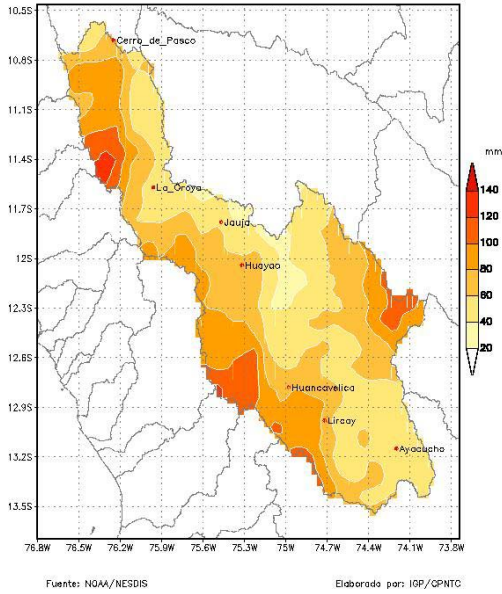 10.5S
10.8S
11.1S
11.4S
11.7S
12S
12.3S
12.6S
12.9S
13.2S
13.5S
Cerro_de_Pasco
La_Oroya
Jauja
Huayao
Huancavelica
Lircay
Ayacucho
mm
140
120
100
80
60
40
20
76.8W 76.5W 76.2W 75.9W 75.6W 75.3W 75W 74.7W 74.4W 74.1W 73.8W
Fuente: NOAA/NESDIS
Elaborado por: IGP/CPNTC